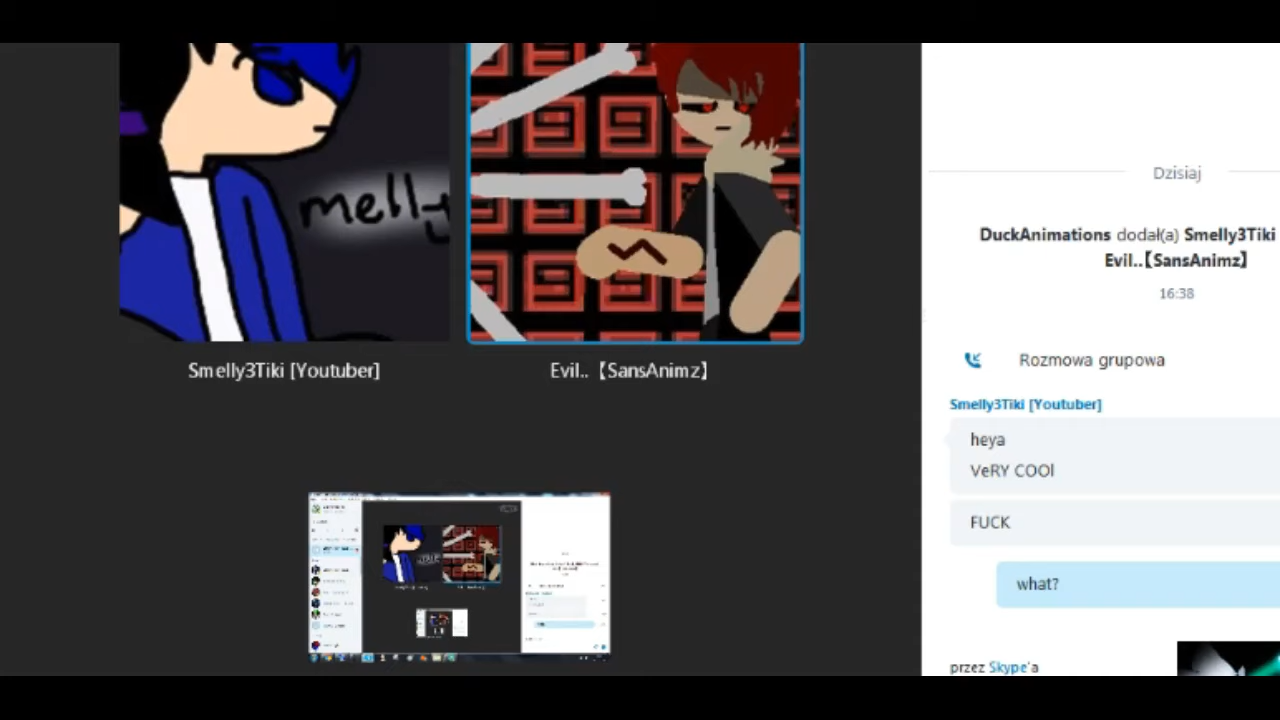 melly
Smelly3Tiki [Youtuber]
Evil..【SansAnimz】
Dzisiaj
DuckAnimations dodał(a) Smelly3Tiki
Evil..【SansAnimz】
16:38
Rozmowa grupowa
Smelly3Tiki [Youtuber]
heya
VeRY COOl
FUCK
what?
przez Skype'a